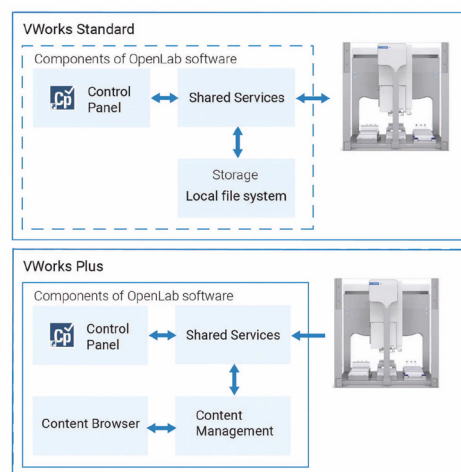 VWorks Standard
Components of OpenLab software
Cp
Control
Panel
Shared Services
Storage
Local file system
VWorks Plus
Components of OpenLab software
Cp
Control
Panel
Shared Services
Content Browser
Content
Management